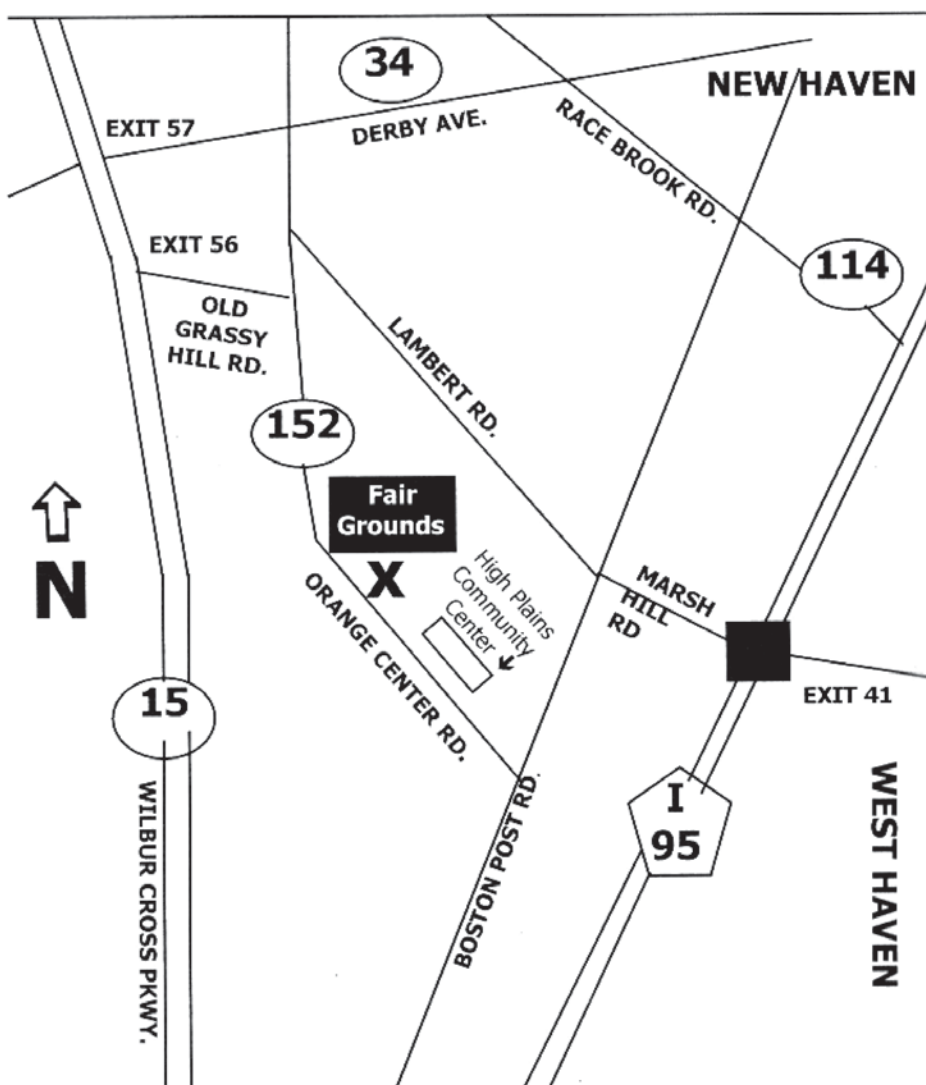 34
NEW HAVEN
EXIT 57
DERBY AVE.
RACE BROOK RD.
EXIT 56
114
OLD
GRASSY
HILL RD.
LAMBERT RD.
152
Fair
Grounds
X
N
High Plains
Community
Center
MARSH
HILL
RD
ORANGE CENTER RD.
EXIT 41
15
WILBUR CROSS PKWY.
BOSTON POST RD.
I
95
WEST HAVEN